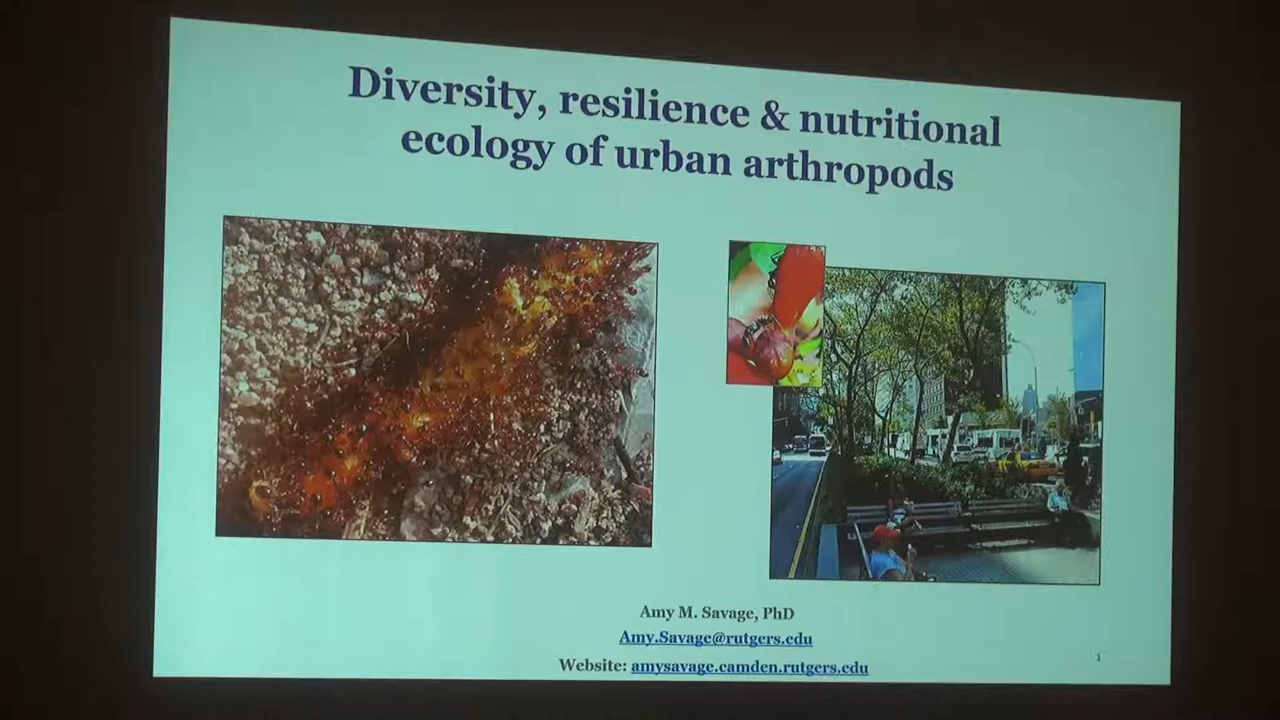 Diversity, resilience & nutritional
ecology of urban arthropods
Amy M. Savage, PhD
Amy.Savage@rutgers.edu
Website: amysavage.camden.rutgers.edu
1